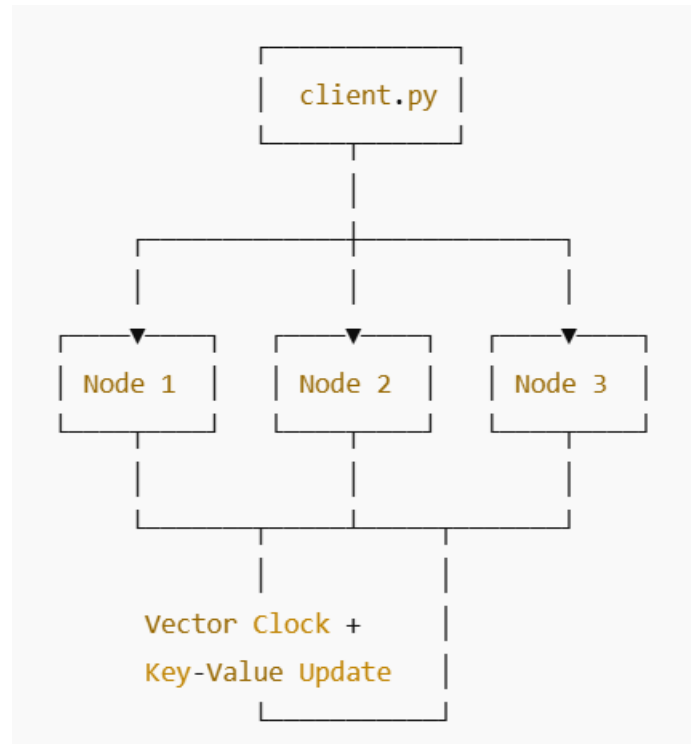 client.py
Node 1
Node 2
Node 3
Vector Clock +
Key-Value Update